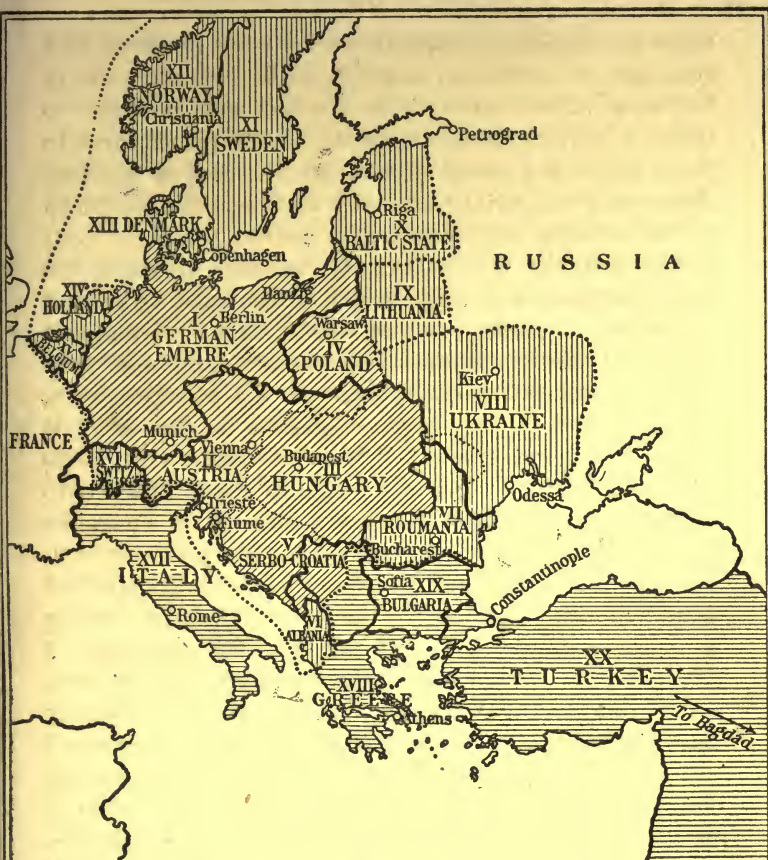 XII
NORWAY
Christiania
XI
SWEDEN
Petrograd
XIII DENMARK
Copenhagen
Riga
X
BALTIC STATE
RUSSIA
XIV
HOLLAND
XV
BELGIUM
I
GERMAN
EMPIRE
Berlin
Danzig
IX
LITHUANIA
Warsaw
IV
POLAND
Kiev
VIII
UKRAINE
FRANCE
Munich
Vienna
II
AUSTRIA
XVI
SWITZ
Budapest
III
HUNGARY
Trieste
Fiume
Odessa
VII
ROUMANIA
Bucharest
V
SERBO-CROATIA
XVII
ITALY
Rome
Sofia XIX
BULGARIA
Constantinople
VI
ALBANIA
XVIII
GREECE
Athens
XX
TURKEY
To Bagdad